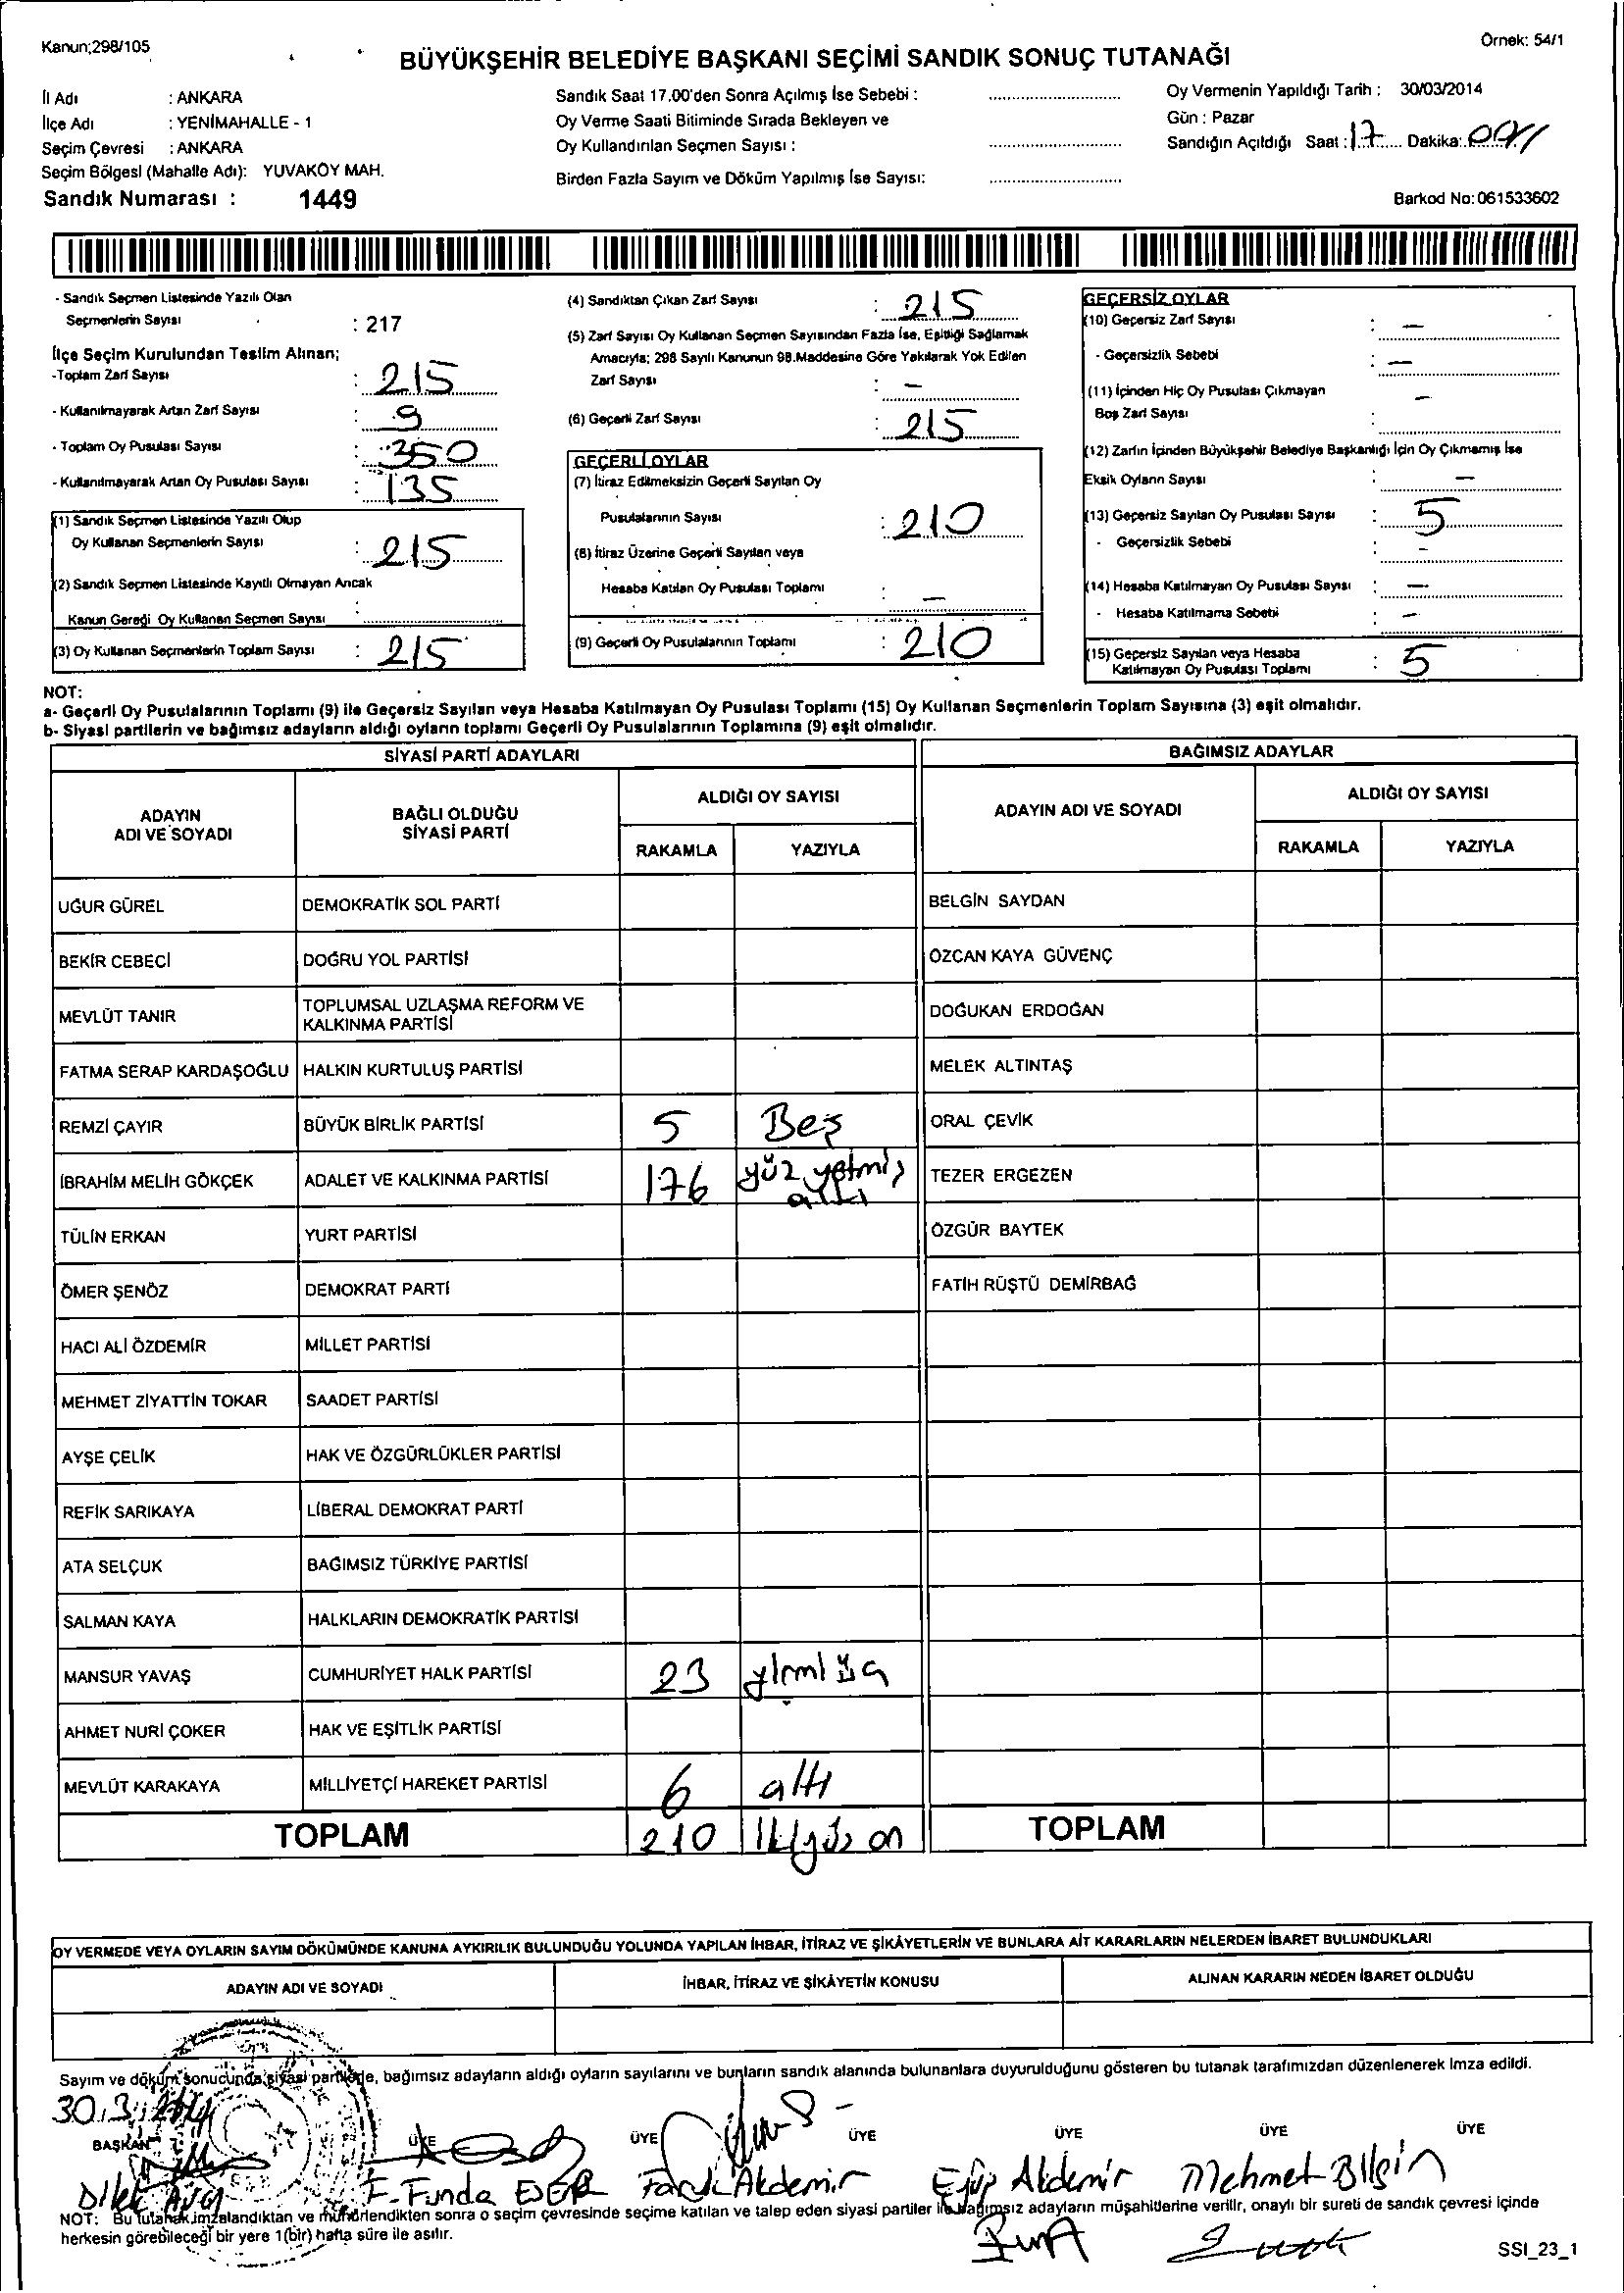 Kanun;298/105
Örnek: 54/1
BÜYÜKŞEHİR BELEDİYE BAŞKANI SEÇİMİ SANDIK SONUÇ TUTANAĞI
İl Adı : ANKARA
İlçe Adı : YENİMAHALLE - 1
Seçim Çevresi : ANKARA
Seçim Bölgesi (Mahalle Adı): YUVAKÖY MAH.
Sandık Numarası : 1449
Sandık Saat 17.00'den Sonra Açılmış İse Sebebi :
Oy Verme Saati Bitiminde Sırada Bekleyen ve
Oy Kullandırılan Seçmen Sayısı :
Birden Fazla Sayım ve Döküm Yapılmış İse Sayısı:
Oy Vermenin Yapıldığı Tarih : 30/03/2014
Gün : Pazar
Sandığın Açıldığı Saat : 17 Dakika:
Barkod No: 061533602
- Sandık Seçmen Listesinde Yazılı Olan
Seçmenlerin Sayısı : 217
İlçe Seçim Kurulundan Teslim Alınan;
-Toplam Zarf Sayısı : 215
- Kullanılmayarak Artan Zarf Sayısı : 9
- Toplam Oy Pusulası Sayısı : 350
- Kullanılmayarak Artan Oy Pusulası Sayısı : 135
(1) Sandık Seçmen Listesinde Yazılı Olup
Oy Kullanan Seçmenlerin Sayısı : 215
(2) Sandık Seçmen Listesinde Kayıtlı Olmayan Ancak
Kanun Gereği Oy Kullanan Seçmen Sayısı :
(3) Oy Kullanan Seçmenlerin Toplam Sayısı : 215
(4) Sandıktan Çıkan Zarf Sayısı : 215
(5) Zarf Sayısı Oy Kullanan Seçmen Sayısından Fazla İse, Eşitliği Sağlamak
Amacıyla; 298 Sayılı Kanunun 98.Maddesine Göre Yakılarak Yok Edilen
Zarf Sayısı : -
(6) Geçerli Zarf Sayısı : 215
GEÇERLİ OYLAR
(7) İtiraz Edilmeksizin Geçerli Sayılan Oy
Pusulalarının Sayısı : 210
(8) İtiraz Üzerine Geçerli Sayılan veya
Hesaba Katılan Oy Pusulası Toplamı : -
(9) Geçerli Oy Pusulalarının Toplamı : 210
GEÇERSİZ OYLAR
(10) Geçersiz Zarf Sayısı : -
- Geçersizlik Sebebi : -
(11) İçinden Hiç Oy Pusulası Çıkmayan
Boş Zarf Sayısı : -
(12) Zarfın İçinden Büyükşehir Belediye Başkanlığı İçin Oy Çıkmamış İse
Eksik Oyların Sayısı : -
(13) Geçersiz Sayılan Oy Pusulası Sayısı : 5
- Geçersizlik Sebebi : -
(14) Hesaba Katılmayan Oy Pusulası Sayısı : -
- Hesaba Katılmama Sebebi : -
(15) Geçersiz Sayılan veya Hesaba
Katılmayan Oy Pusulası Toplamı : 5
NOT:
a- Geçerli Oy Pusulalarının Toplamı (9) ile Geçersiz Sayılan veya Hesaba Katılmayan Oy Pusulası Toplamı (15) Oy Kullanan Seçmenlerin Toplam Sayısına (3) eşit olmalıdır.
b- Siyasi partilerin ve bağımsız adayların aldığı oyların toplamı Geçerli Oy Pusulalarının Toplamına (9) eşit olmalıdır.
SİYASİ PARTİ ADAYLARI
ADAYIN
ADI VE SOYADI
BAĞLI OLDUĞU
SİYASİ PARTİ
ALDIĞI OY SAYISI
RAKAMLA YAZIYLA
UĞUR GÜREL DEMOKRATİK SOL PARTİ
BEKİR CEBECİ DOĞRU YOL PARTİSİ
MEVLÜT TANIR TOPLUMSAL UZLAŞMA REFORM VE
KALKINMA PARTİSİ
FATMA SERAP KARDAŞOĞLU HALKIN KURTULUŞ PARTİSİ
REMZİ ÇAYIR BÜYÜK BİRLİK PARTİSİ 5 Beş
İBRAHİM MELİH GÖKÇEK ADALET VE KALKINMA PARTİSİ 176 yüz yetmiş
altı
TÜLİN ERKAN YURT PARTİSİ
ÖMER ŞENÖZ DEMOKRAT PARTİ
HACI ALİ ÖZDEMİR MİLLET PARTİSİ
MEHMET ZİYATTİN TOKAR SAADET PARTİSİ
AYŞE ÇELİK HAK VE ÖZGÜRLÜKLER PARTİSİ
REFİK SARIKAYA LİBERAL DEMOKRAT PARTİ
ATA SELÇUK BAĞIMSIZ TÜRKİYE PARTİSİ
SALMAN KAYA HALKLARIN DEMOKRATİK PARTİSİ
MANSUR YAVAŞ CUMHURİYET HALK PARTİSİ 23 yirmi üç
AHMET NURİ ÇOKER HAK VE EŞİTLİK PARTİSİ
MEVLÜT KARAKAYA MİLLİYETÇİ HAREKET PARTİSİ 6 altı
TOPLAM 210 ikiyüz on
BAĞIMSIZ ADAYLAR
ADAYIN ADI VE SOYADI
ALDIĞI OY SAYISI
RAKAMLA YAZIYLA
BELGİN SAYDAN
ÖZCAN KAYA GÜVENÇ
DOĞUKAN ERDOĞAN
MELEK ALTINTAŞ
ORAL ÇEVİK
TEZER ERGEZEN
ÖZGÜR BAYTEK
FATİH RÜŞTÜ DEMİRBAĞ
TOPLAM
OY VERMEDE VEYA OYLARIN SAYIM DÖKÜMÜNDE KANUNA AYKIRILIK BULUNDUĞU YOLUNDA YAPILAN İHBAR, İTİRAZ VE ŞİKÂYETLERİN VE BUNLARA AİT KARARLARIN NELERDEN İBARET BULUNDUKLARI
ADAYIN ADI VE SOYADI
İHBAR, İTİRAZ VE ŞİKÂYETİN KONUSU
ALINAN KARARIN NEDEN İBARET OLDUĞU
Sayım ve döküm sonucunda siyasi partilerle, bağımsız adayların aldığı oyların sayılarını ve bunların sandık alanında bulunanlara duyurulduğunu gösteren bu tutanak tarafımızdan düzenlenerek imza edildi.
30.3.2014
BAŞKAN ÜYE ÜYE ÜYE ÜYE ÜYE ÜYE
Dilek F. Funda ESER Faruk Akdemir Eyüp Akdemir Mehmet Bilgin
NOT: Bu tutanak imzalandıktan ve mühürlendikten sonra o seçim çevresinde seçime katılan ve talep eden siyasi partiler ile bağımsız adayların müşahitlerine verilir, onaylı bir sureti de sandık çevresi içinde
herkesin görebileceği bir yere 1(bir) hafta süre ile asılır.
SSI_23_1